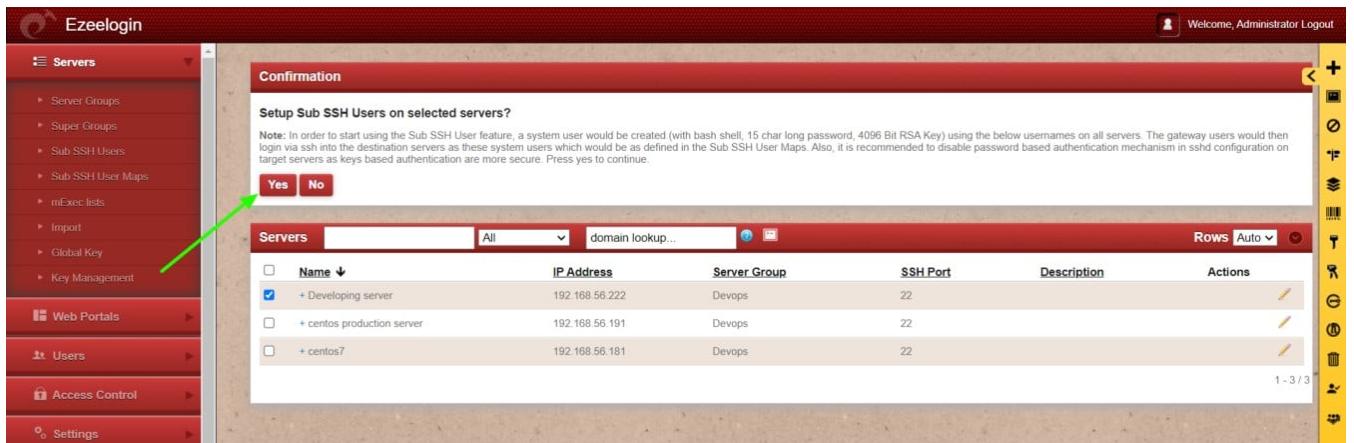 Ezeelogin
Welcome, Administrator Logout
Servers
Server Groups
Super Groups
Sub SSH Users
Sub SSH User Maps
mExec lists
Import
Global Key
Key Management
Web Portals
Users
Access Control
Settings
Confirmation
Setup Sub SSH Users on selected servers?
Note: In order to start using the Sub SSH User feature, a system user would be created (with bash shell, 15 char long password, 4096 Bit RSA Key) using the below usernames on all servers. The gateway users would then
login via ssh into the destination servers as these system users which would be as defined in the Sub SSH User Maps. Also, it is recommended to disable password based authentication mechanism in sshd configuration on
target servers as keys based authentication are more secure. Press yes to continue.
Yes No
Servers All domain lookup... Rows Auto
Name IP Address Server Group SSH Port Description Actions
+ Developing server 192.168.56.222 Devops 22
+ centos production server 192.168.56.191 Devops 22
+ centos7 192.168.56.181 Devops 22
1 - 3 / 3